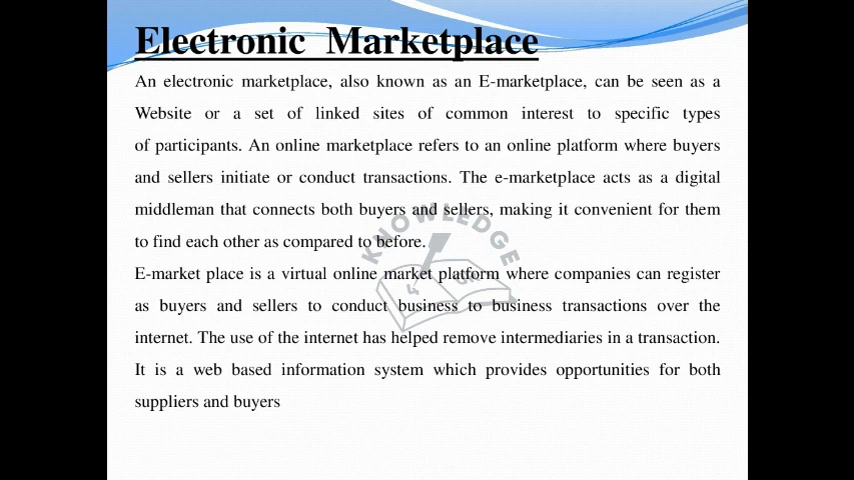 Electronic Marketplace
An electronic marketplace, also known as an E-marketplace, can be seen as a
Website or a set of linked sites of common interest to specific types
of participants. An online marketplace refers to an online platform where buyers
and sellers initiate or conduct transactions. The e-marketplace acts as a digital
middleman that connects both buyers and sellers, making it convenient for them
to find each other as compared to before.
KNOWLEDGE
E-market place is a virtual online market platform where companies can register
as buyers and sellers to conduct business to business transactions over the
internet. The use of the internet has helped remove intermediaries in a transaction.
It is a web based information system which provides opportunities for both
suppliers and buyers